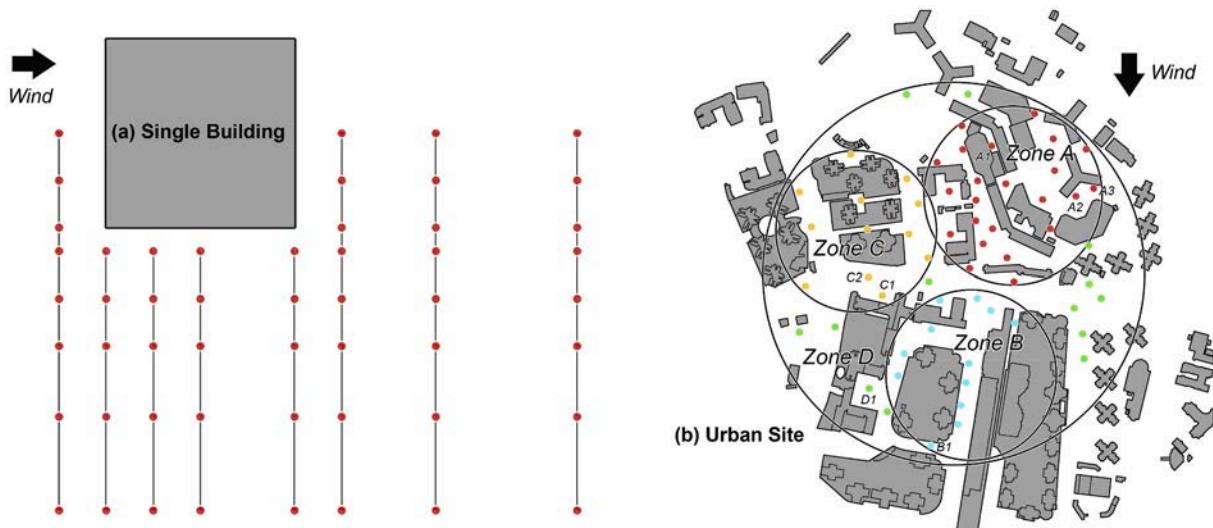 Wind
(a) Single Building
Wind
Zone A
A1
A2
A3
Zone C
C2
C1
Zone B
Zone D
D1
(b) Urban Site
B1